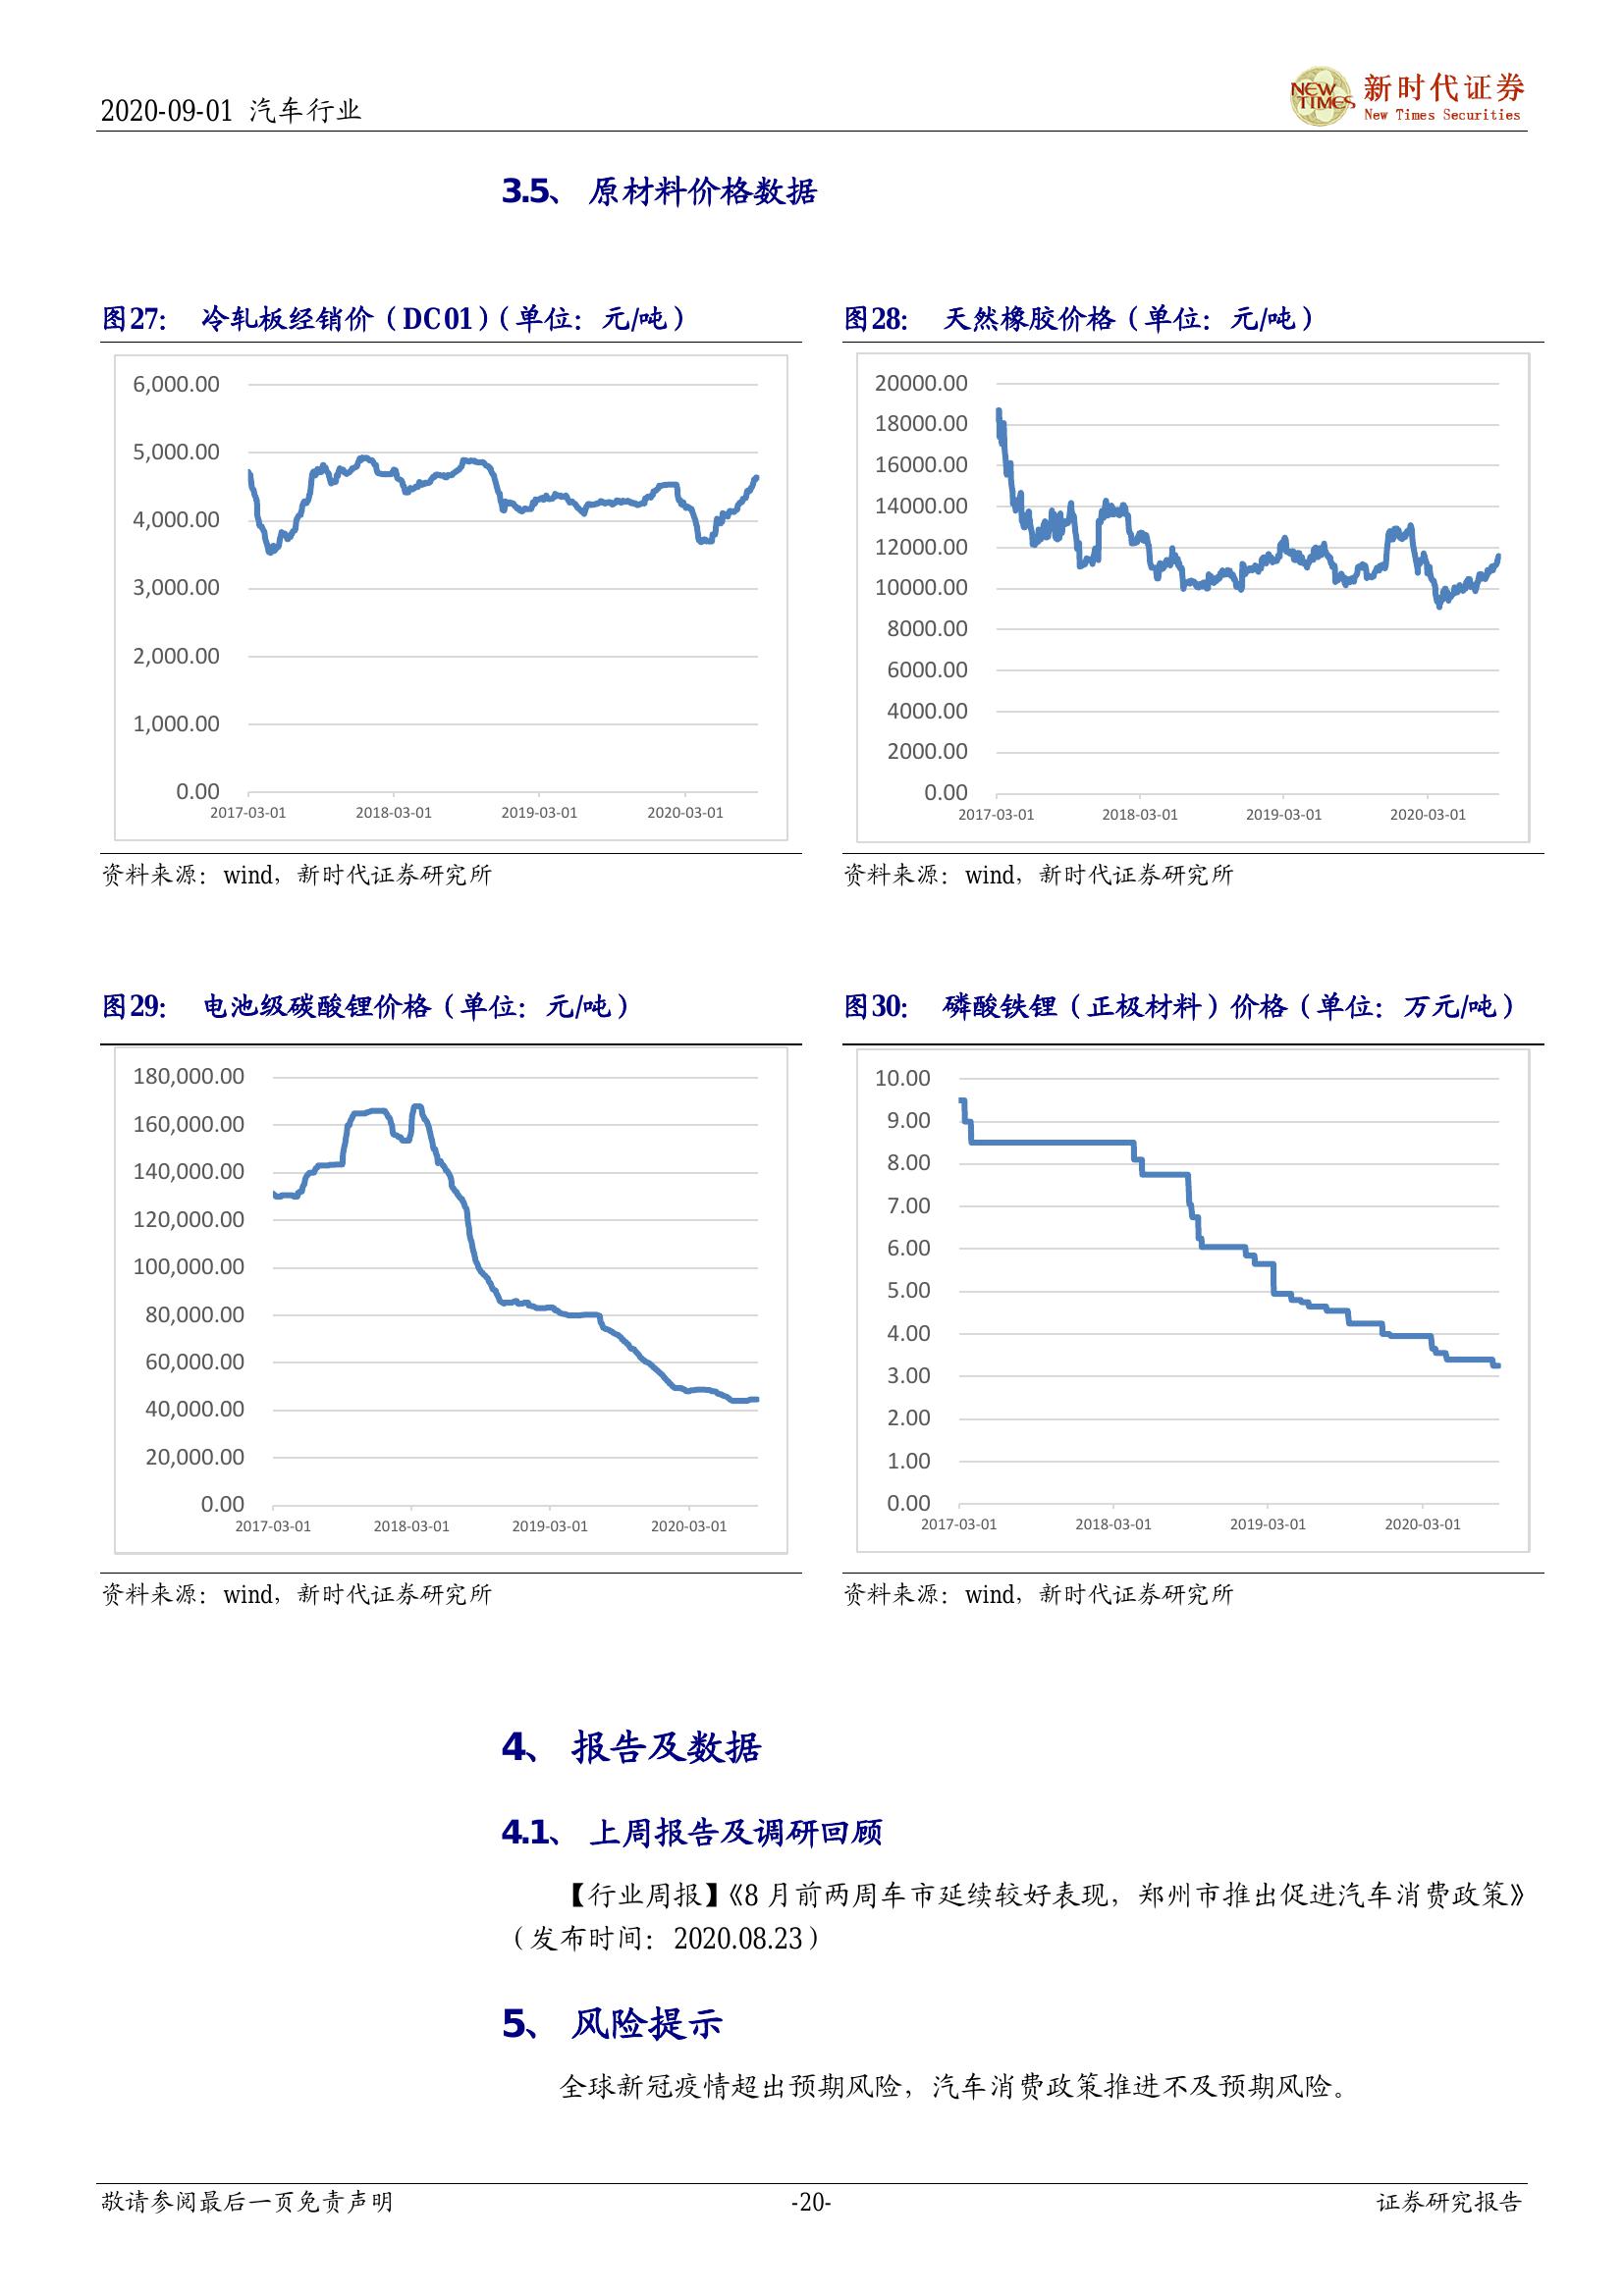 2020-09-01 汽车行业
NEW TIMES
新时代证券
New Times Securities
3.5、 原材料价格数据
图27： 冷轧板经销价（DC01）（单位：元/吨）
6,000.00
5,000.00
4,000.00
3,000.00
2,000.00
1,000.00
0.00
2017-03-01 2018-03-01 2019-03-01 2020-03-01
资料来源：wind，新时代证券研究所
图28： 天然橡胶价格（单位：元/吨）
20000.00
18000.00
16000.00
14000.00
12000.00
10000.00
8000.00
6000.00
4000.00
2000.00
0.00
2017-03-01 2018-03-01 2019-03-01 2020-03-01
资料来源：wind，新时代证券研究所
图29： 电池级碳酸锂价格（单位：元/吨）
180,000.00
160,000.00
140,000.00
120,000.00
100,000.00
80,000.00
60,000.00
40,000.00
20,000.00
0.00
2017-03-01 2018-03-01 2019-03-01 2020-03-01
资料来源：wind，新时代证券研究所
图30： 磷酸铁锂（正极材料）价格（单位：万元/吨）
10.00
9.00
8.00
7.00
6.00
5.00
4.00
3.00
2.00
1.00
0.00
2017-03-01 2018-03-01 2019-03-01 2020-03-01
资料来源：wind，新时代证券研究所
4、 报告及数据
4.1、 上周报告及调研回顾
【行业周报】《8 月前两周车市延续较好表现，郑州市推出促进汽车消费政策》
（发布时间：2020.08.23）
5、 风险提示
全球新冠疫情超出预期风险，汽车消费政策推进不及预期风险。
敬请参阅最后一页免责声明 -20- 证券研究报告